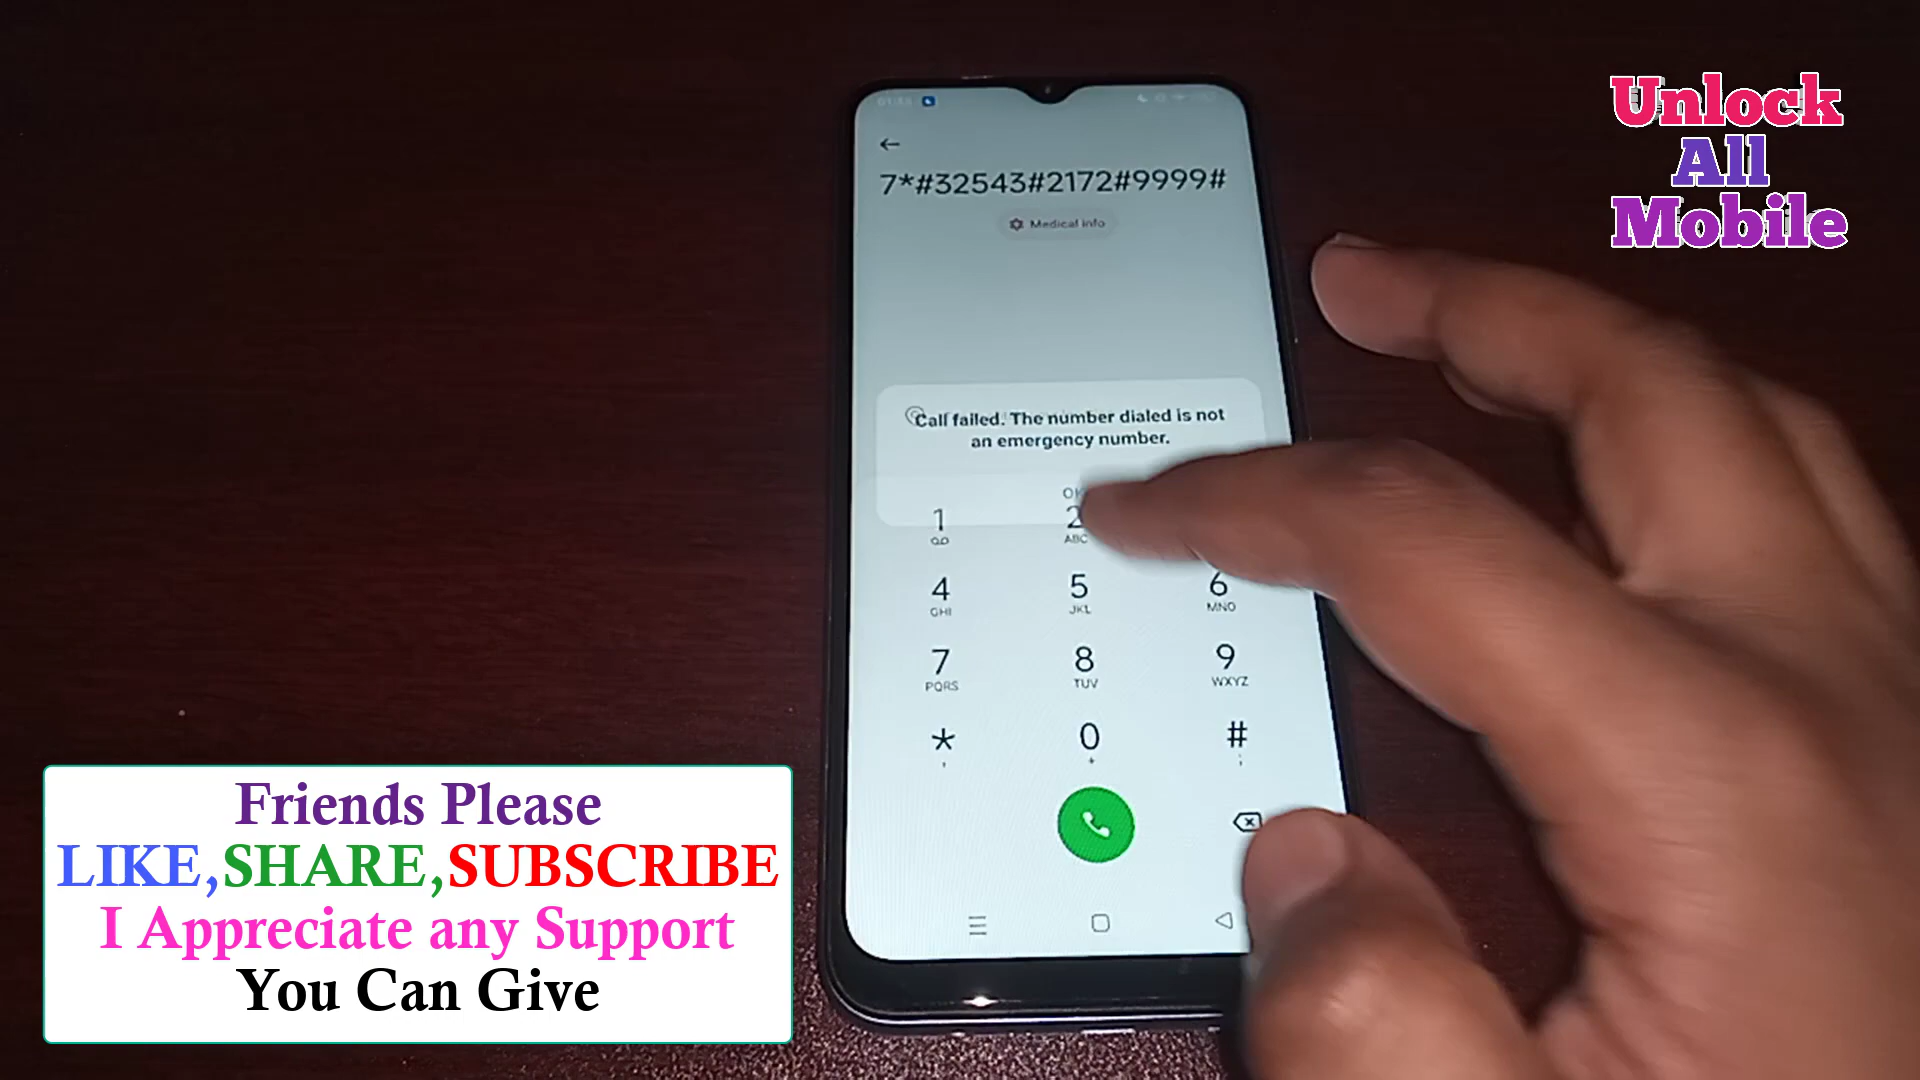 Unlock
All
Mobile
7*#32543#2172#9999#
Medical info
Call failed. The number dialed is not
an emergency number.
OK
1
2
ABC
4
GHI
5
JKL
6
MNO
7
PQRS
8
TUV
9
WXYZ
*
,
0
+
#
;
Friends Please
LIKE,SHARE,SUBSCRIBE
I Appreciate any Support
You Can Give